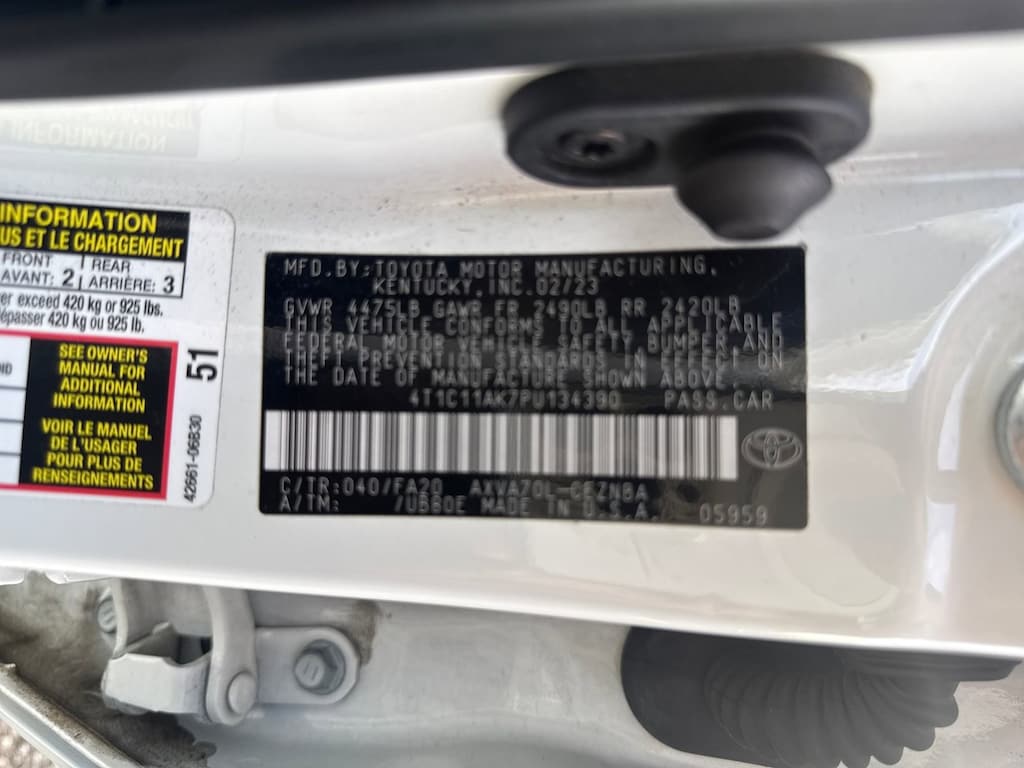 INFORMATION
US ET LE CHARGEMENT
FRONT REAR
AVANT: 2 ARRIÈRE: 3
er exceed 420 kg or 925 lbs.
dépasser 420 kg ou 925 lb.
SEE OWNER'S
MANUAL FOR
ADDITIONAL
INFORMATION
VOIR LE MANUEL
DE L'USAGER
POUR PLUS DE
RENSEIGNEMENTS
51
42661-06B30
MFD.BY:TOYOTA MOTOR MANUFACTURING,
KENTUCKY, INC.02/23
GVWR 4475LB GAWR FR 2490LB RR 2420LB
THIS VEHICLE CONFORMS TO ALL APPLICABLE
FEDERAL MOTOR VEHICLE SAFETY,BUMPER AND
THEFT PREVENTION STANDARDS IN EFFECT ON
THE DATE OF MANUFACTURE SHOWN ABOVE.
4T1C11AK7PU134390 PASS.CAR
C/TR:040/FA20 AXVA70L-CEZNBA
A/TM: /UB80E MADE IN U.S.A. 05959